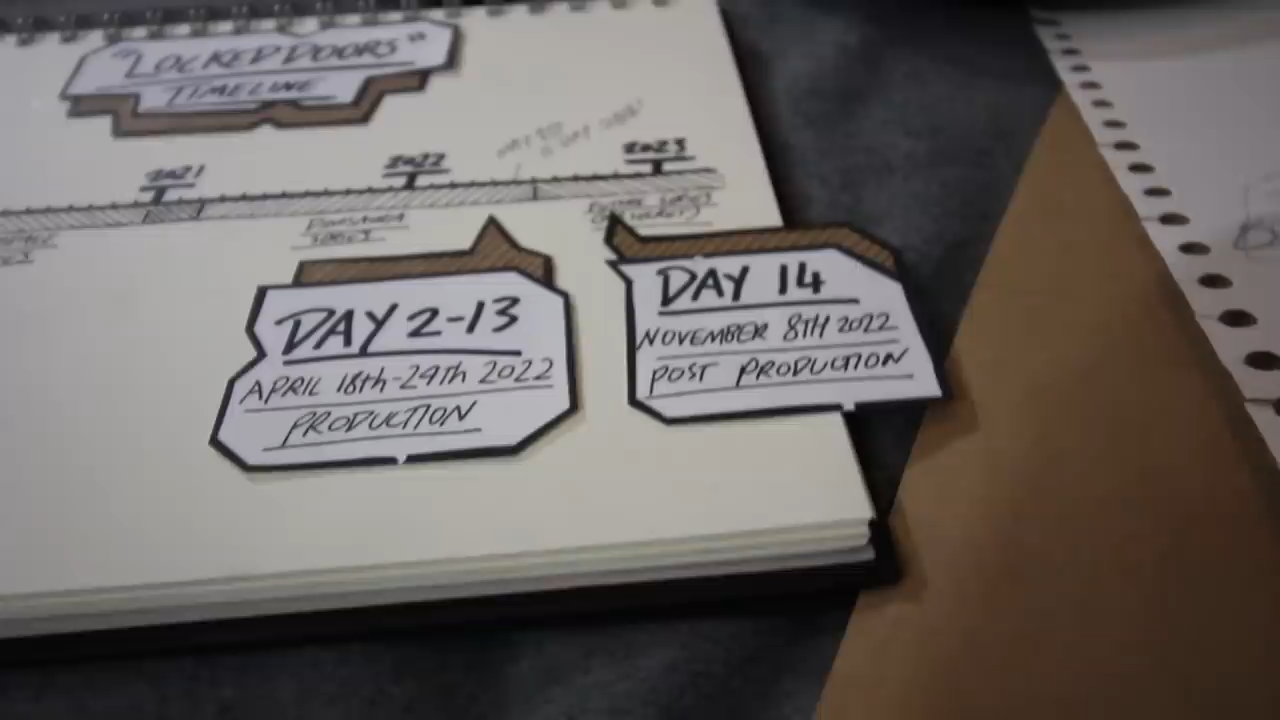 "LOCKED DOORS"
TIMELINE
2021
2022
2023
DAY 2-13
APRIL 18th-29TH 2022
PRODUCTION
DAY 14
NOVEMBER 8TH 2022
POST PRODUCTION